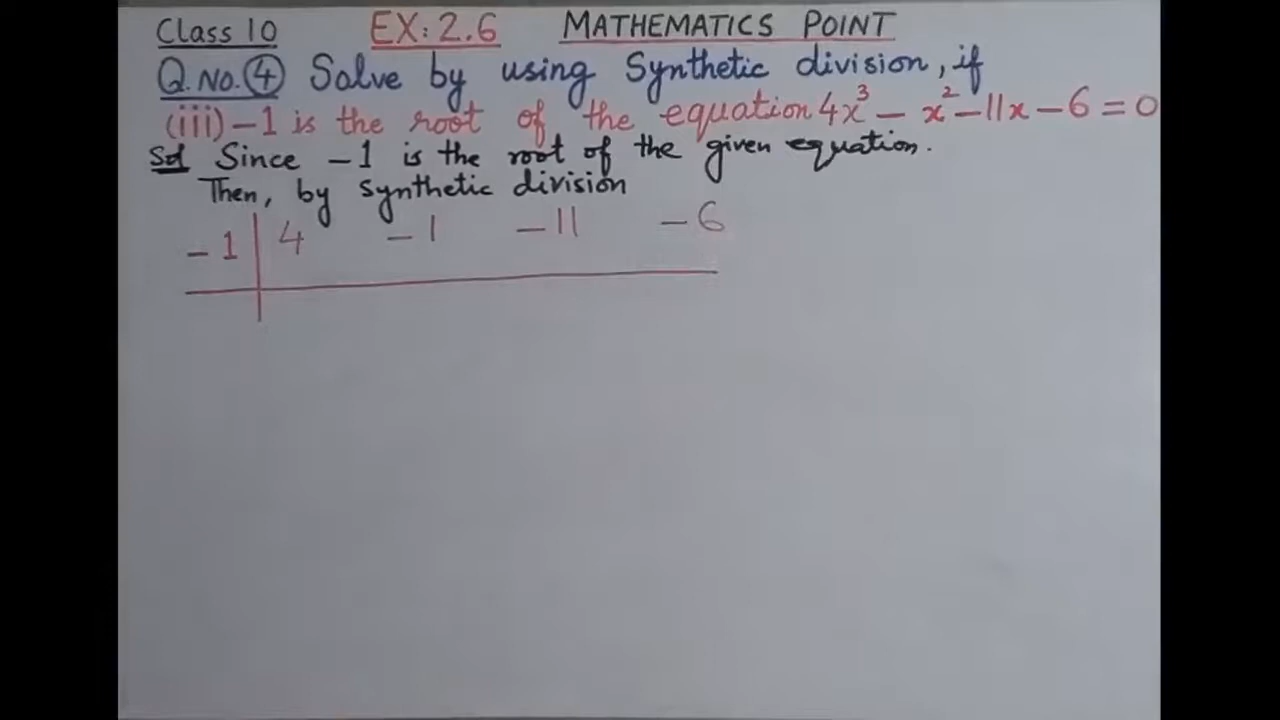 Class 10 EX: 2.6 MATHEMATICS POINT
Q.No.④ Solve by using Synthetic division, if
(iii) -1 is the root of the equation 4x³ - x² - 11x - 6 = 0
Sol Since -1 is the root of the given equation.
Then, by synthetic division
-1 | 4 -1 -11 -6